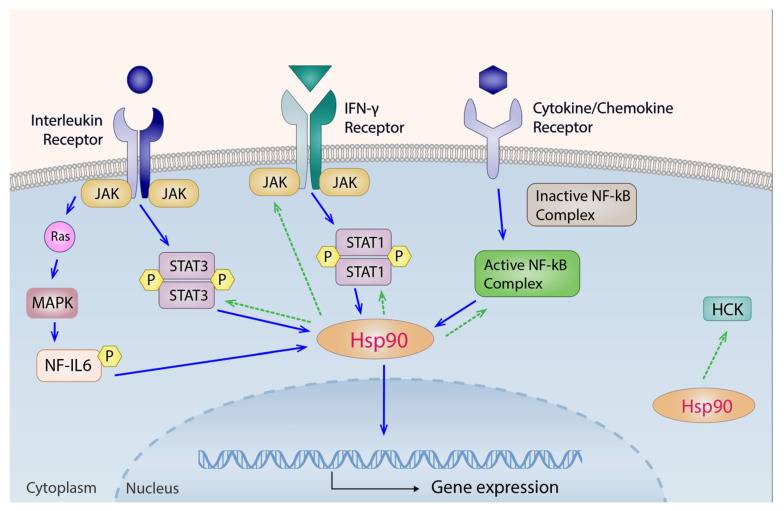 Interleukin
Receptor
IFN-γ
Receptor
Cytokine/Chemokine
Receptor
JAK
JAK
JAK
JAK
Inactive NF-kB
Complex
Ras
STAT3
STAT3
P
P
STAT1
STAT1
P
P
Active NF-kB
Complex
MAPK
NF-IL6
P
Hsp90
HCK
Hsp90
Cytoplasm
Nucleus
Gene expression